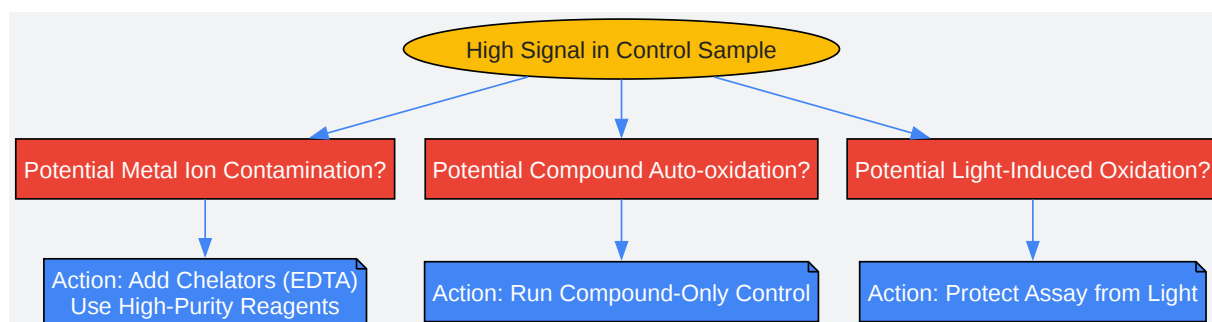 High Signal in Control Sample
Potential Metal Ion Contamination?
Potential Compound Auto-oxidation?
Potential Light-Induced Oxidation?
Action: Add Chelators (EDTA)
Use High-Purity Reagents
Action: Run Compound-Only Control
Action: Protect Assay from Light